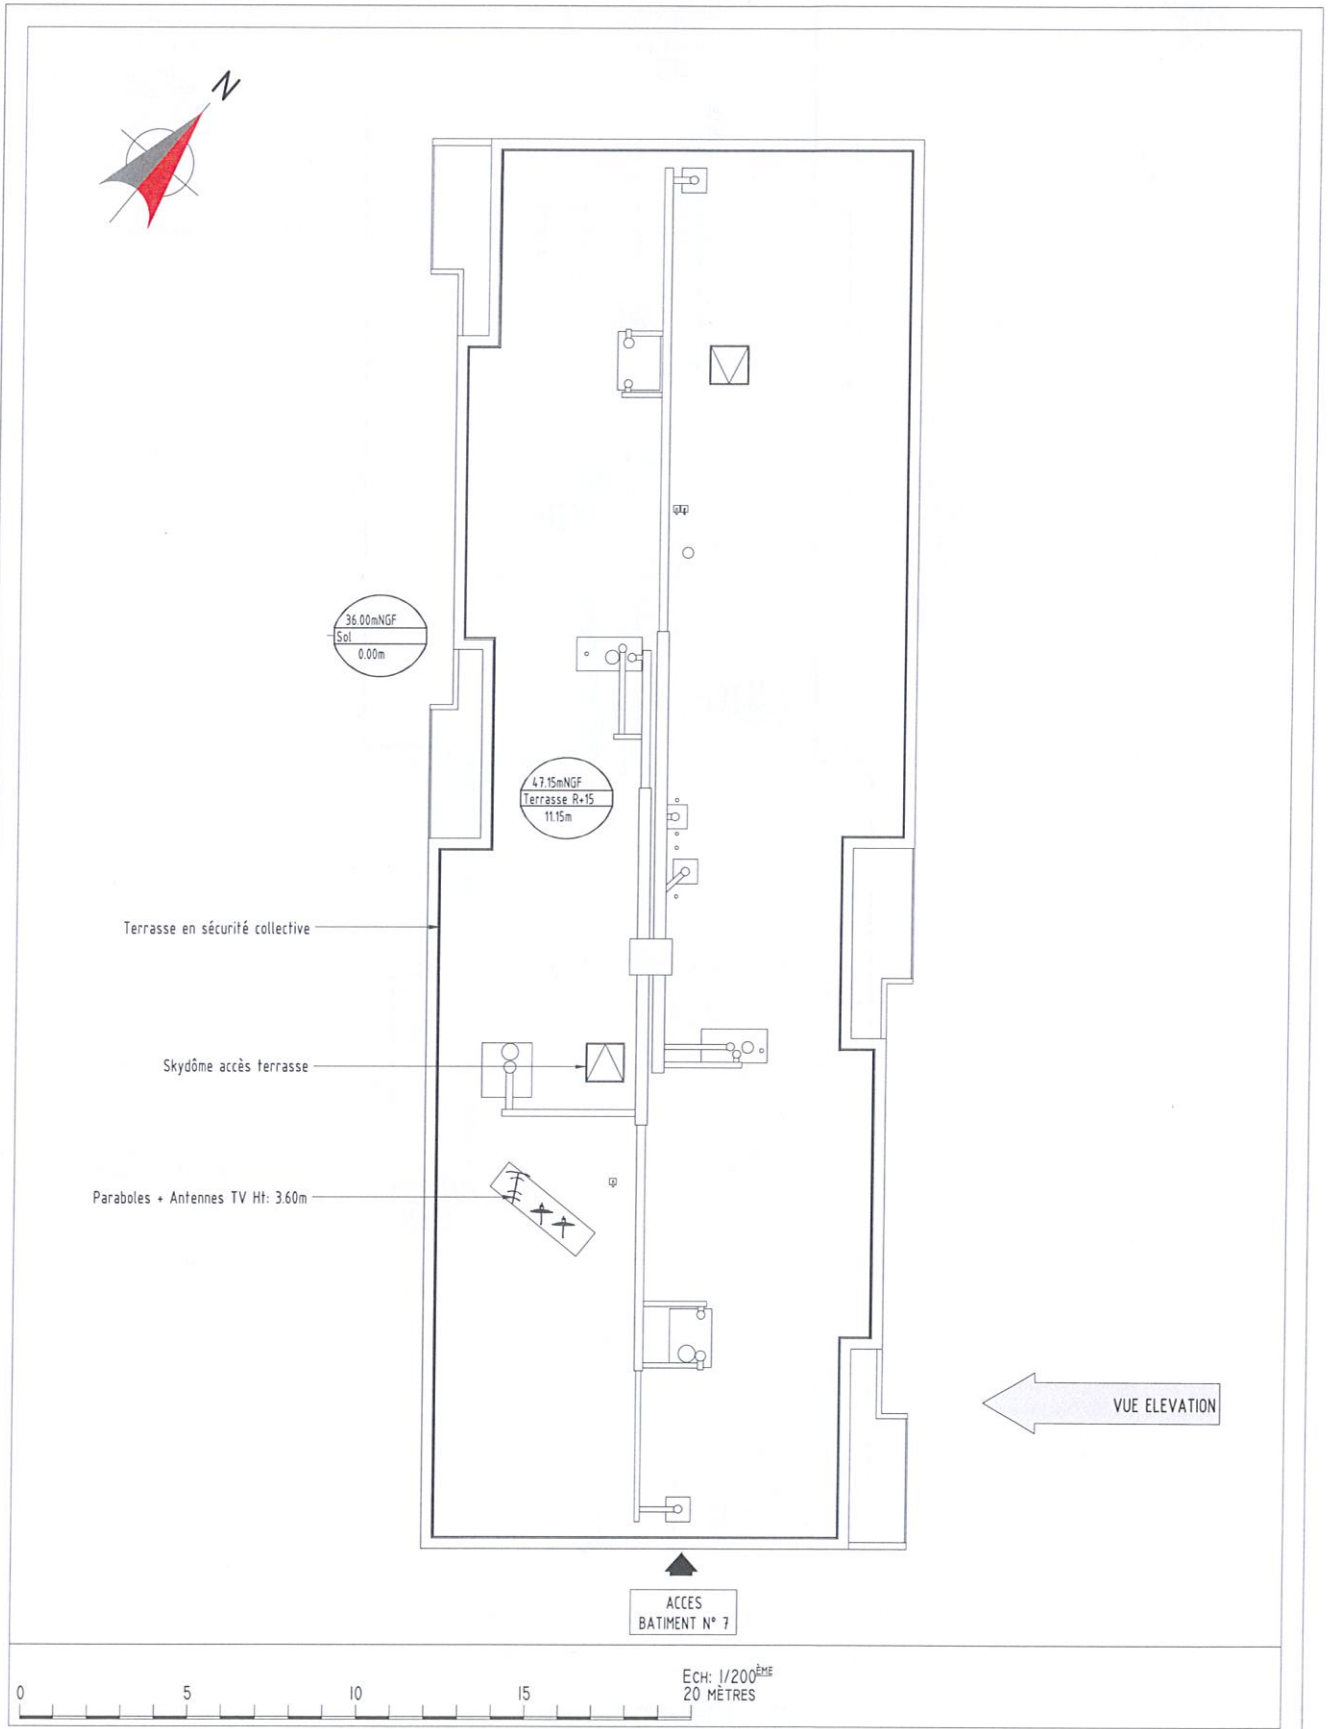 N
36.00mNGF
Sol
0.00m
47.15mNGF
Terrasse R+15
11.15m
Terrasse en sécurité collective
Skydôme accès terrasse
Paraboles + Antennes TV Ht: 3.60m
VUE ELEVATION
ACCES
BATIMENT N° 7
ECH: 1/200ÈME
0 5 10 15 20 MÈTRES